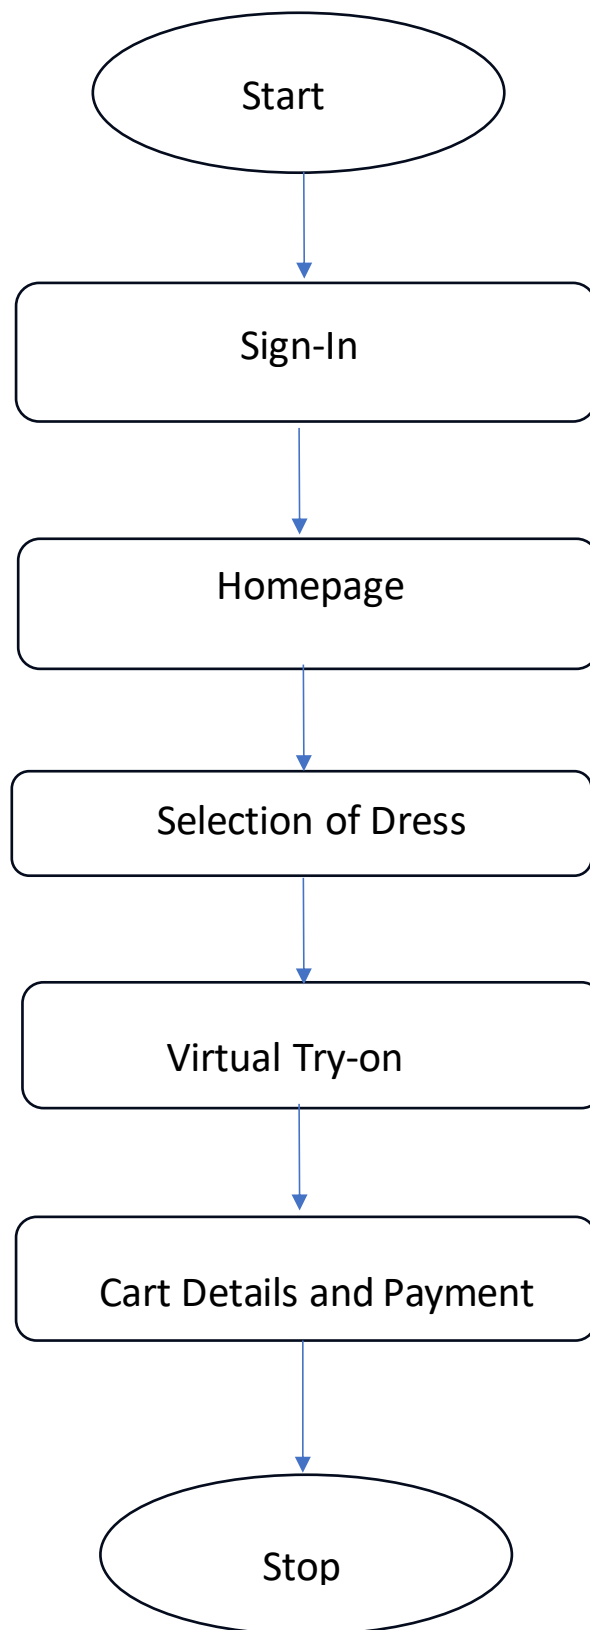 Start
Sign-In
Homepage
Selection of Dress
Virtual Try-on
Cart Details and Payment
Stop